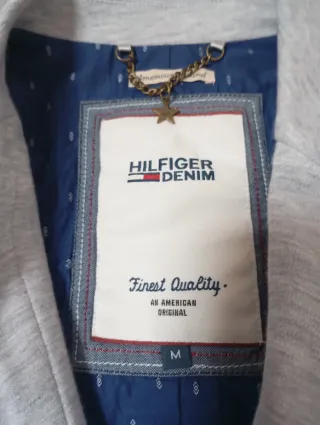 HILFIGER
DENIM
Finest Quality.
AN AMERICAN
ORIGINAL
M